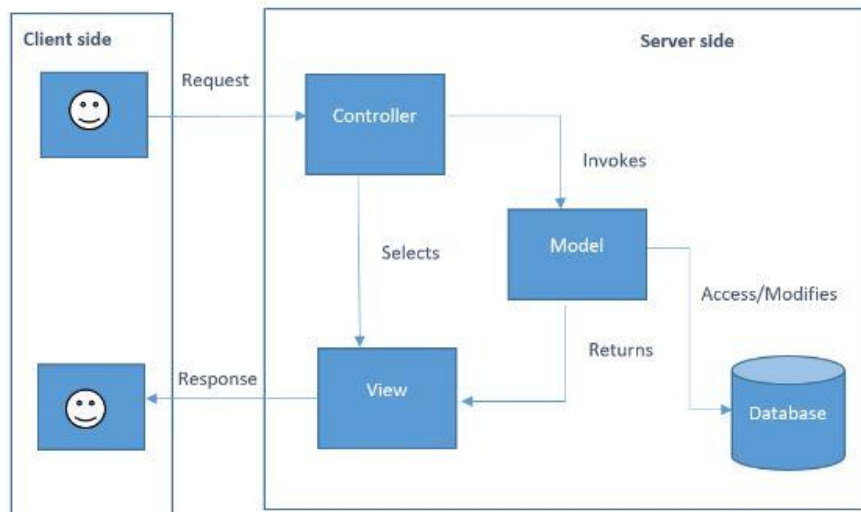 Client side
Server side
Request
Controller
Invokes
Selects
Model
Access/Modifies
Returns
Response
View
Database